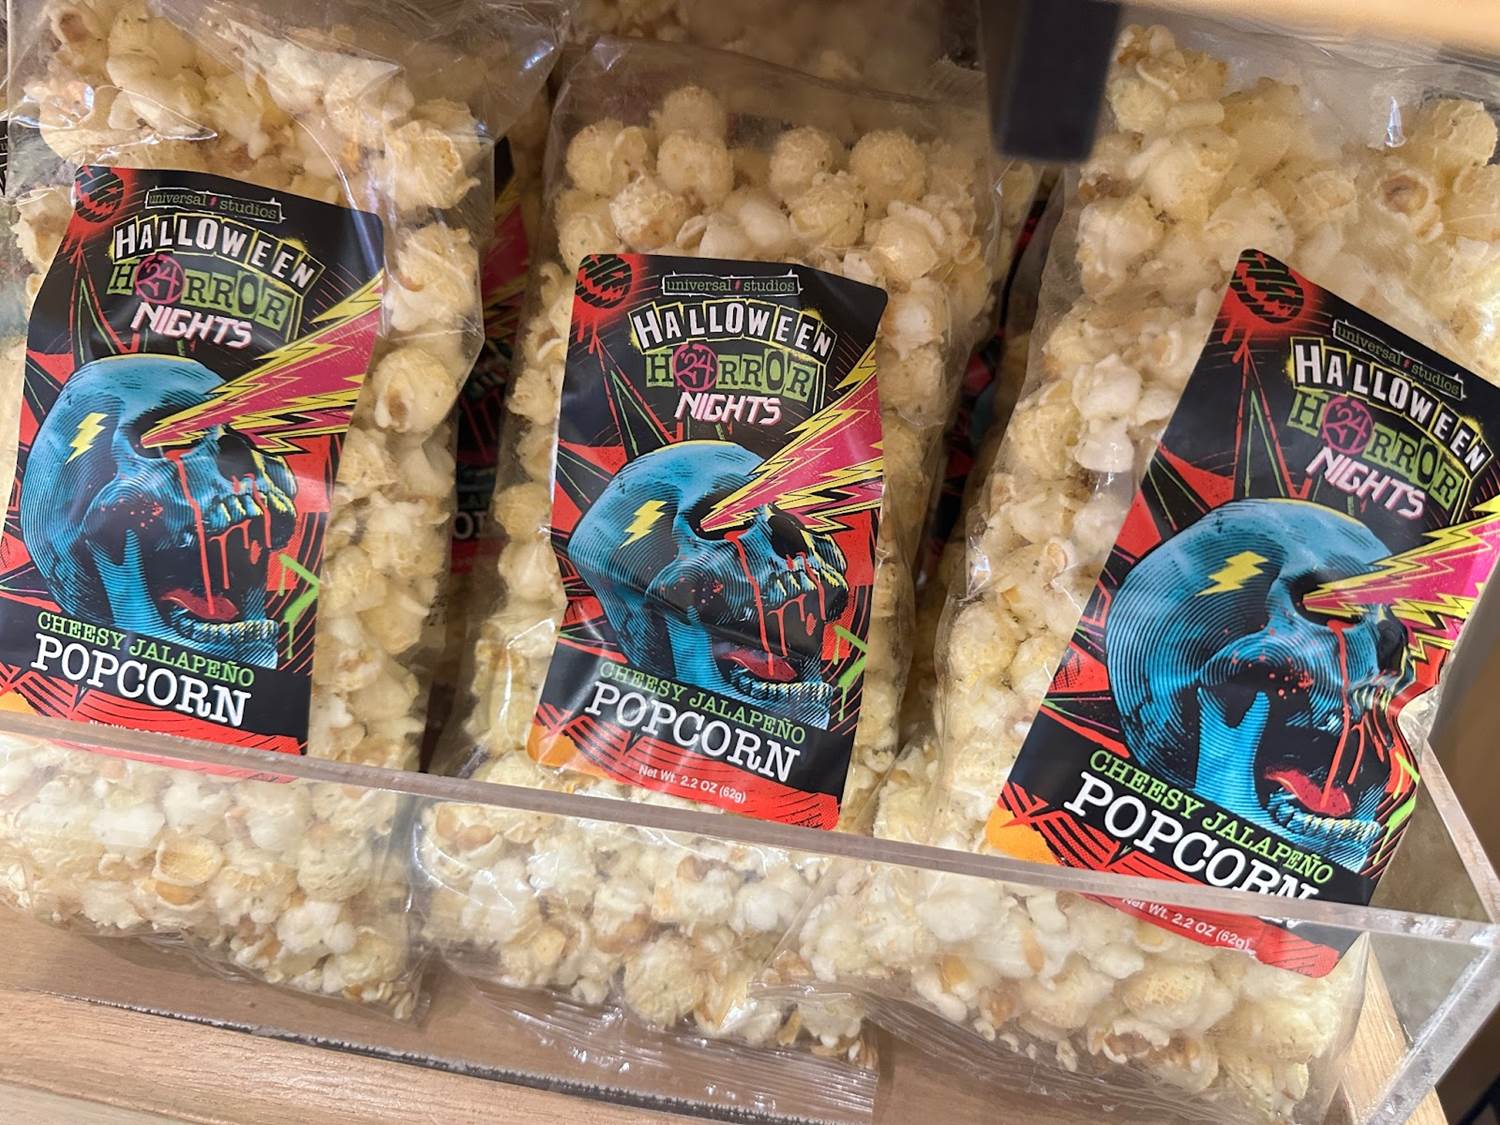 universal studios
HALLOWEEN
H24RROR
NIGHTS
CHEESY JALAPEÑO
POPCORN
universal studios
HALLOWEEN
H24RROR
NIGHTS
CHEESY JALAPEÑO
POPCORN
Net Wt. 2.2 OZ (62g)
universal studios
HALLOWEEN
H24RROR
NIGHTS
CHEESY JALAPEÑO
POPCORN
Net Wt. 2.2 OZ (62g)